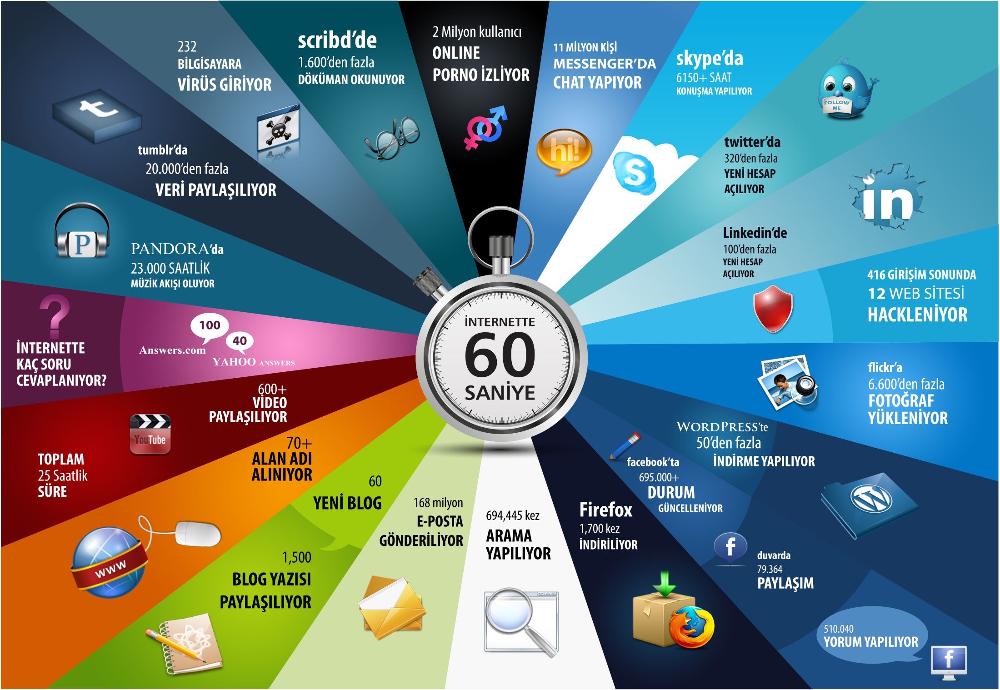 İNTERNETTE
60
SANİYE
2 Milyon kullanıcı
ONLINE
PORNO İZLİYOR
11 MİLYON KİŞİ
MESSENGER’DA
CHAT YAPIYOR
hi!
skype’da
6150+ SAAT
KONUŞMA YAPILIYOR
S
FOLLOW
ME
twitter’da
320’den fazla
YENİ HESAP
AÇILIYOR
in
Linkedin’de
100’den fazla
YENİ HESAP
AÇILIYOR
416 GİRİŞİM SONUNDA
12 WEB SİTESİ
HACKLENİYOR
flickr’a
6.600’den fazla
FOTOĞRAF
YÜKLENİYOR
WORDPRESS’te
50’den fazla
İNDİRME YAPILIYOR
W
facebook’ta
695.000+
DURUM
GÜNCELLENİYOR
f
duvarda
79.364
PAYLAŞIM
510.040
YORUM YAPILIYOR
f
Firefox
1,700 kez
İNDİRİLİYOR
694,445 kez
ARAMA
YAPILIYOR
168 milyon
E-POSTA
GÖNDERİLİYOR
60
YENİ BLOG
1,500
BLOG YAZISI
PAYLAŞILIYOR
70+
ALAN ADI
ALINIYOR
www
600+
VİDEO
PAYLAŞILIYOR
YouTube
TOPLAM
25 Saatlik
SÜRE
?
İNTERNETTE
KAÇ SORU
CEVAPLANIYOR?
100
Answers.com
40
YAHOO ANSWERS
P
PANDORA’da
23.000 SAATLİK
MÜZİK AKIŞI OLUYOR
t
tumblr’da
20.000’den fazla
VERİ PAYLAŞILIYOR
232
BİLGİSAYARA
VİRÜS GİRİYOR
scribd’de
1.600’den fazla
DÖKÜMAN OKUNUYOR